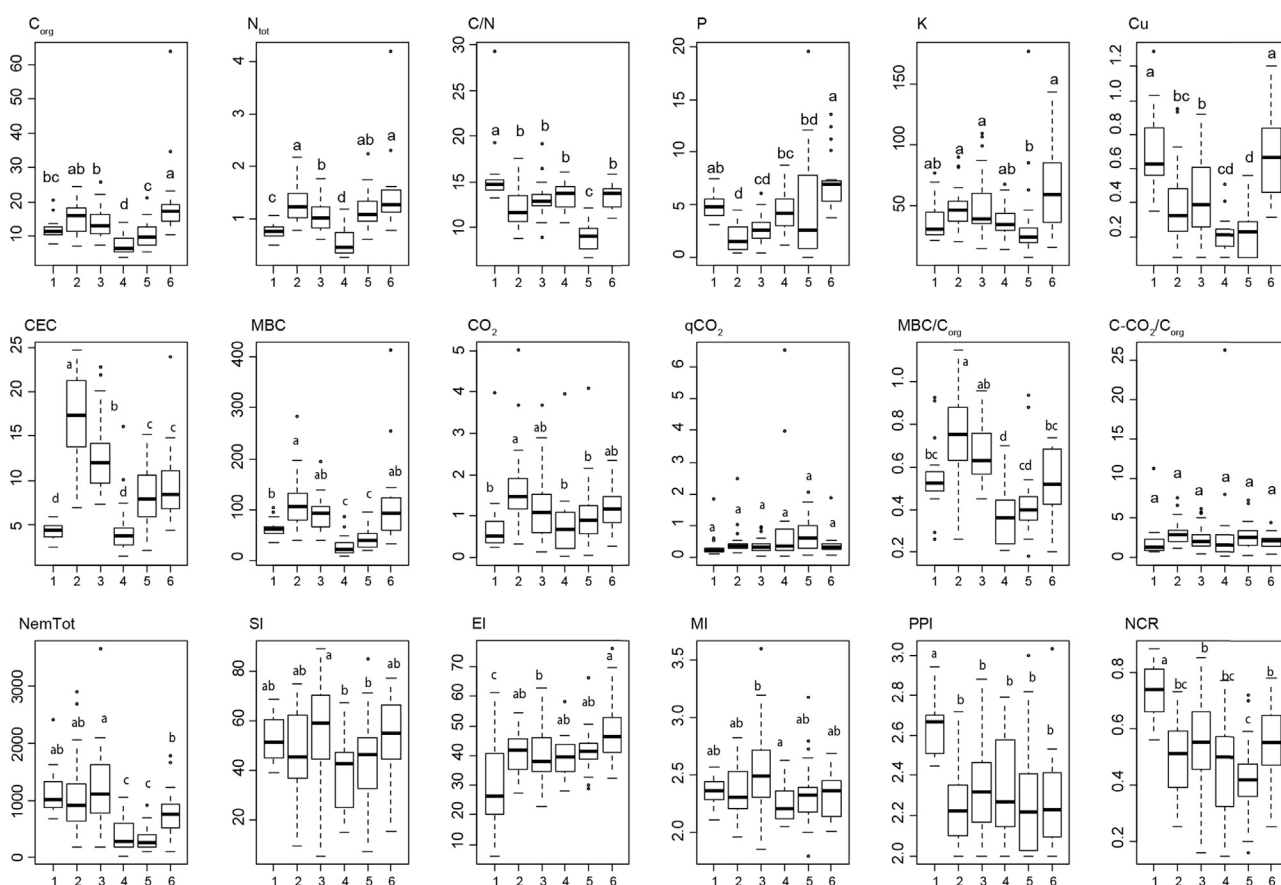 C_org N_tot C/N P K Cu
60 50 40 30 20 10
bc ab b d c a
1 2 3 4 5 6
4 3 2 1
c a b d ab a
1 2 3 4 5 6
30 25 20 15 10
a b b b c b
1 2 3 4 5 6
20 15 10 5 0
ab d cd bc bd a
1 2 3 4 5 6
150 100 50
ab a a ab b a
1 2 3 4 5 6
1.2 1.0 0.8 0.6 0.4 0.2
a bc b cd d a
1 2 3 4 5 6
CEC MBC CO_2 qCO_2 MBC/C_org C-CO_2/C_org
25 20 15 10 5
d a b d c c
1 2 3 4 5 6
400 300 200 100 0
b a ab c c ab
1 2 3 4 5 6
5 4 3 2 1 0
b a ab b b ab
1 2 3 4 5 6
6 5 4 3 2 1 0
a a a a a a
1 2 3 4 5 6
1.0 0.8 0.6 0.4 0.2
bc a ab d cd bc
1 2 3 4 5 6
25 20 15 10 5 0
a a a a a a
1 2 3 4 5 6
NemTot SI EI MI PPI NCR
3000 2000 1000 0
ab ab a c c b
1 2 3 4 5 6
80 60 40 20
ab ab a b b ab
1 2 3 4 5 6
70 60 50 40 30 20 10
c ab b ab ab a
1 2 3 4 5 6
3.5 3.0 2.5 2.0
ab ab b a ab ab
1 2 3 4 5 6
3.0 2.8 2.6 2.4 2.2 2.0
a b b b b b
1 2 3 4 5 6
0.8 0.6 0.4 0.2
a bc b bc c b
1 2 3 4 5 6